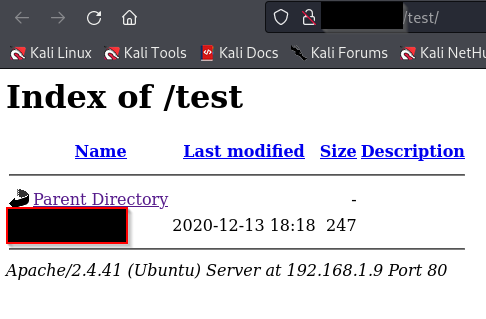 /test/
Kali Linux Kali Tools Kali Docs Kali Forums Kali NetHu
Index of /test
Name Last modified Size Description
Parent Directory -
2020-12-13 18:18 247
Apache/2.4.41 (Ubuntu) Server at 192.168.1.9 Port 80